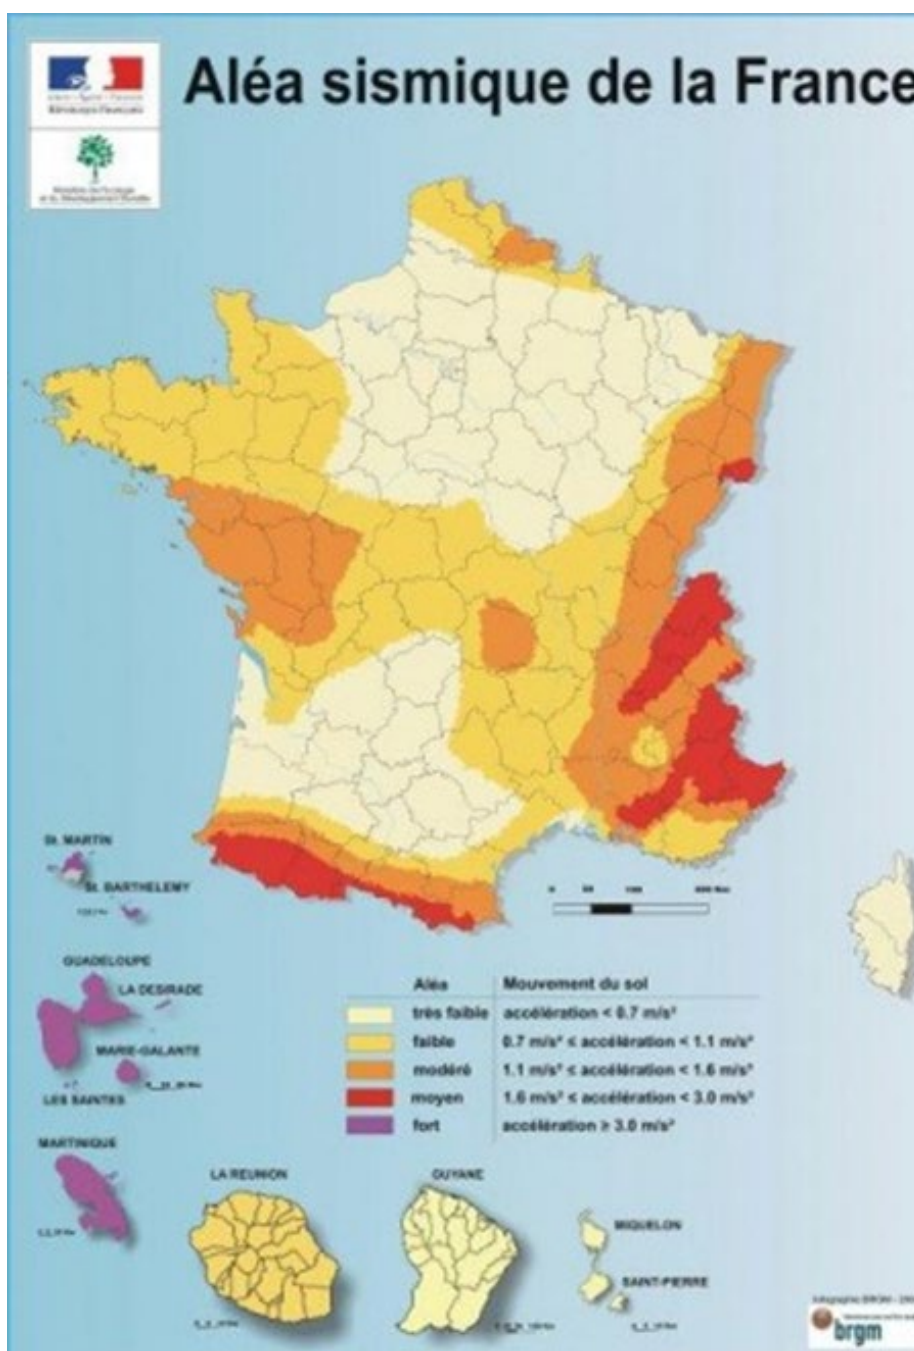 Aléa sismique de la France
St. MARTIN
St. BARTHELEMY
GUADELOUPE
LA DESIRADE
MARIE-GALANTE
LES SAINTES
MARTINIQUE
Aléa Mouvement du sol
très faible accélération < 0.7 m/s²
faible 0.7 m/s² ≤ accélération < 1.1 m/s²
modéré 1.1 m/s² ≤ accélération < 1.6 m/s²
moyen 1.6 m/s² ≤ accélération < 3.0 m/s²
fort accélération ≥ 3.0 m/s²
LA REUNION
GUYANE
MIQUELON
SAINT-PIERRE
brgm